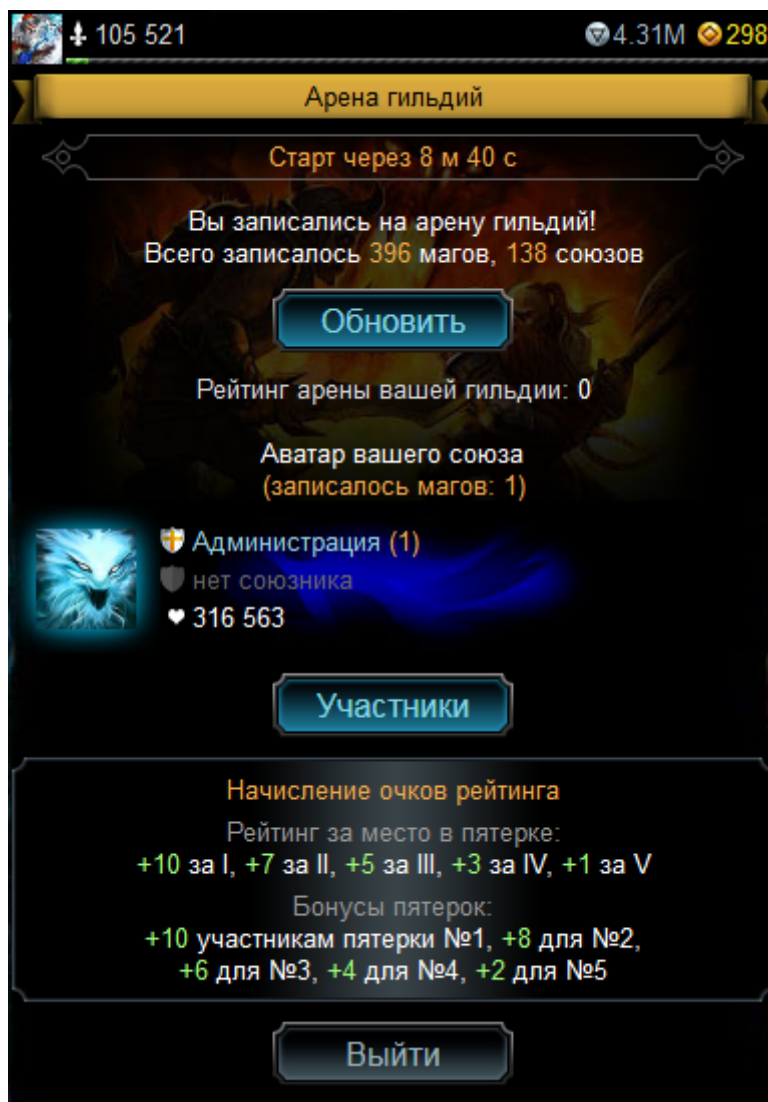 105 521 4.31M 298
Арена гильдий
Старт через 8 м 40 с
Вы записались на арену гильдий!
Всего записалось 396 магов, 138 союзов
Обновить
Рейтинг арены вашей гильдии: 0
Аватар вашего союза
(записалось магов: 1)
Администрация (1)
нет союзника
316 563
Участники
Начисление очков рейтинга
Рейтинг за место в пятерке:
+10 за I, +7 за II, +5 за III, +3 за IV, +1 за V
Бонусы пятерок:
+10 участникам пятерки №1, +8 для №2,
+6 для №3, +4 для №4, +2 для №5
Выйти